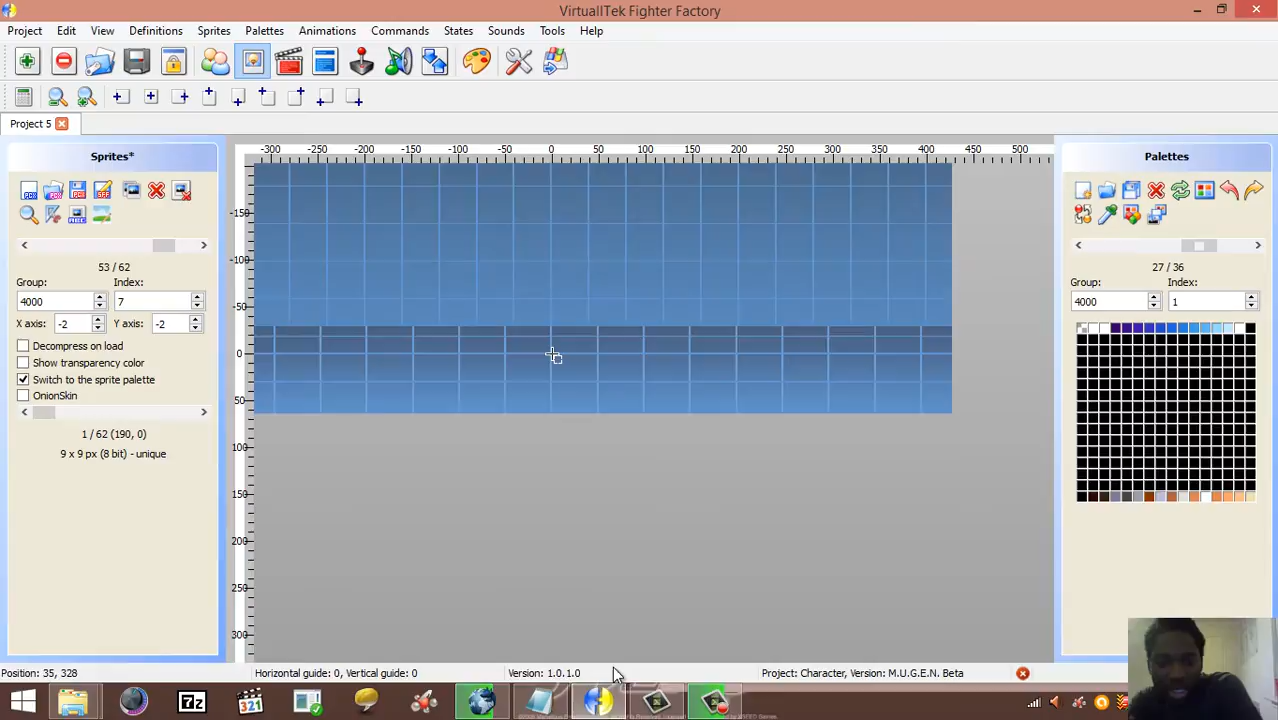 VirtuallTek Fighter Factory
Project Edit View Definitions Sprites Palettes Animations Commands States Sounds Tools Help
Project 5
Sprites*
53 / 62
Group: Index:
4000 7
X axis: -2 Y axis: -2
Decompress on load
Show transparency color
Switch to the sprite palette
OnionSkin
1 / 62 (190, 0)
9 x 9 px (8 bit) - unique
-300 -250 -200 -150 -100 -50 0 50 100 150 200 250 300 350 400 450 500
-150
-100
-50
0
50
100
150
200
250
300
Palettes
27 / 36
Group: Index:
4000 1
Position: 35, 328 Horizontal guide: 0, Vertical guide: 0 Version: 1.0.1.0 Project: Character, Version: M.U.G.E.N. Beta
7z
321